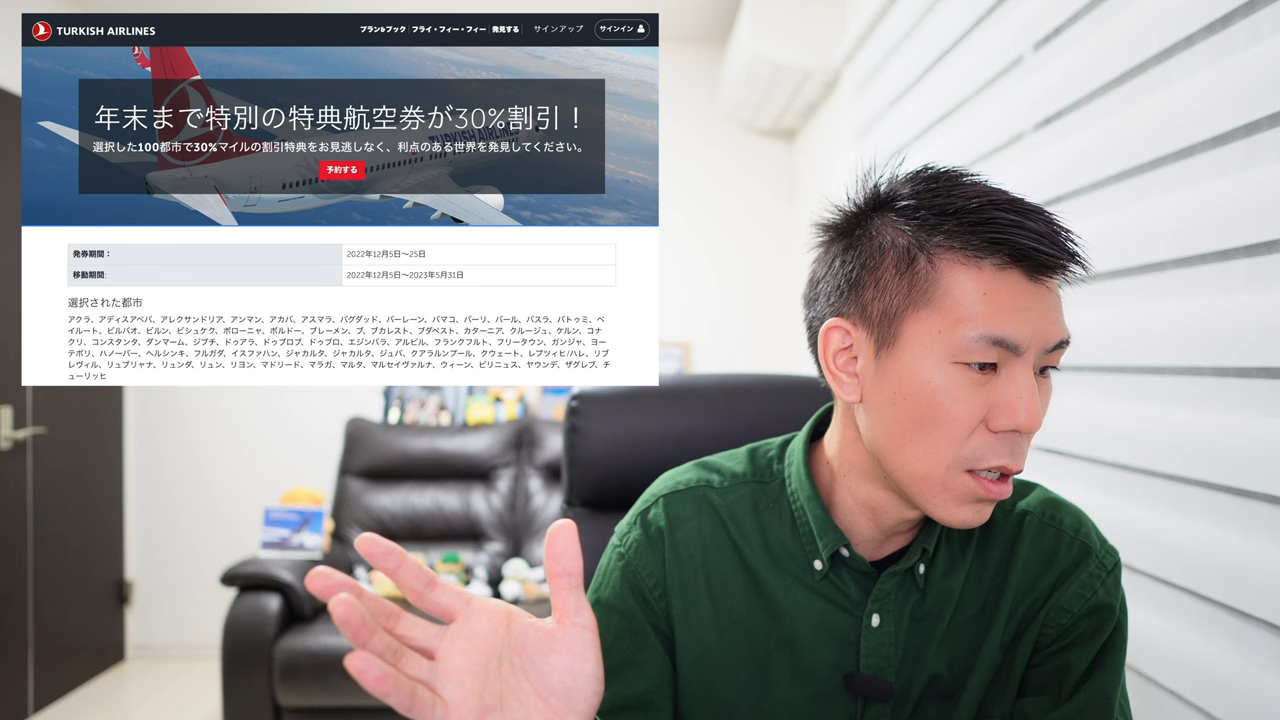 TURKISH AIRLINES
プラン&ブック フライ・フィー・フィー 発見する サインアップ サインイン
年末まで特別の特典航空券が30%割引！
選択した100都市で30%マイルの割引特典をお見逃しなく、利点のある世界を発見してください。
予約する
発券期間： 2022年12月5日〜25日
移動期間: 2022年12月5日〜2023年5月31日
選択された都市
アクラ、アディスアベバ、アレクサンドリア、アンマン、アカバ、アスマラ、バグダッド、バーレーン、バマコ、バーリ、バール、バスラ、バトゥミ、ベ
イルート、ビルバオ、ビルン、ビシュケク、ボローニャ、ボルドー、ブレーメン、ブ、ブカレスト、ブダペスト、カターニア、クルージュ、ケルン、コナ
クリ、コンスタンタ、ダンマーム、ジブチ、ドゥアラ、ドゥブロブ、ドゥブロ、エジンバラ、アルビル、フランクフルト、フリータウン、ガンジャ、ヨー
テボリ、ハノーバー、ヘルシンキ、フルガダ、イスファハン、ジャカルタ、ジャカルタ、ジュバ、クアラルンプール、クウェート、レプツィヒ/ハレ、リブ
レヴィル、リュブリャナ、リュンダ、リュン、リヨン、マドリード、マラガ、マルタ、マルセイヴァルナ、ウィーン、ビリニュス、ヤウンデ、ザグレブ、チ
ューリッヒ